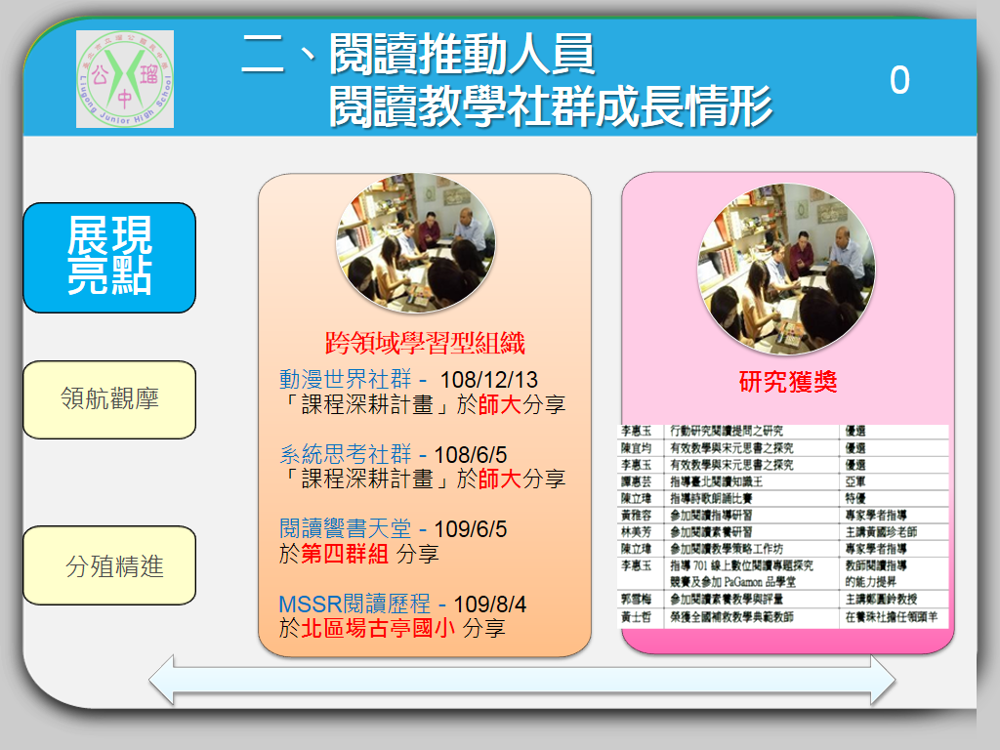 公 瑠
中
Liugong Junior High School
二、閱讀推動人員
閱讀教學社群成長情形
0
展現
亮點
領航觀摩
分殖精進
跨領域學習型組織
動漫世界社群 - 108/12/13
「課程深耕計畫」於師大分享
系統思考社群 - 108/6/5
「課程深耕計畫」於師大分享
閱讀饗書天堂 - 109/6/5
於第四群組 分享
MSSR閱讀歷程 - 109/8/4
於北區場古亭國小 分享
研究獲獎
李惠玉 行動研究閱讀提問之研究 優選
陳宜均 有效教學與宋元思書之探究 優選
李惠玉 有效教學與宋元思書之探究 優選
譚惠芸 指導臺北閱讀知識王 亞軍
陳立瑋 指導詩歌朗誦比賽 特優
黃雅容 參加閱讀指導研習 專家學者指導
林美芳 參加閱讀素養研習 主講黃國珍老師
陳立瑋 參加閱讀教學策略工作坊 專家學者指導
李惠玉 指導 701 線上數位閱讀專題探究 教師閱讀指導
競賽及參加 PaGamon 品學堂 的能力提昇
郭雪梅 參加閱讀素養教學與評量 主講鄭圓鈴教授
黃士哲 榮獲全國補救教學典範教師 在養珠社擔任領頭羊